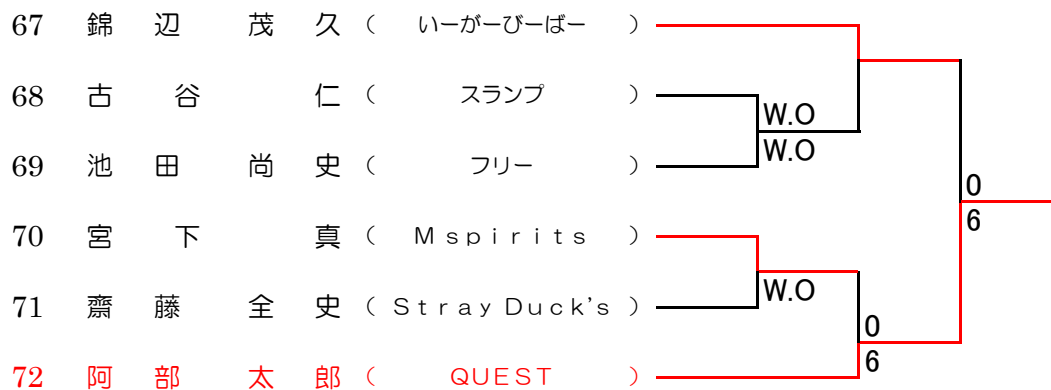 67 錦辺 茂久 ( いーがーびーばー )
68 古谷 仁 ( スランプ )
W.O
W.O
69 池田 尚史 ( フリー )
0
6
70 宮下 真 ( Mspirits )
W.O
71 齋藤 全史 ( Stray Duck's )
0
6
72 阿部 太郎 ( QUEST )